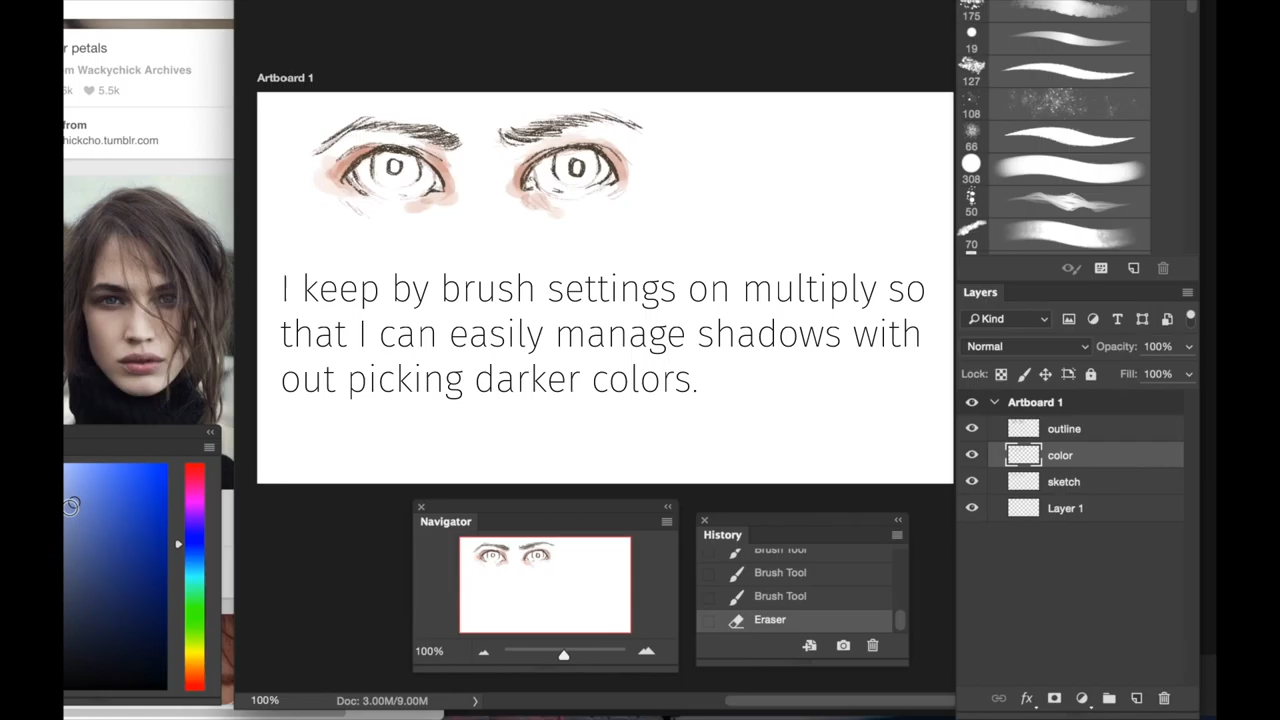 r petals
m Wackychick Archives
6k 5.5k
from
hickcho.tumblr.com
Artboard 1
I keep by brush settings on multiply so
that I can easily manage shadows with
out picking darker colors.
175
19
127
108
66
308
50
70
Layers
Kind
Normal Opacity: 100%
Lock: Fill: 100%
Artboard 1
outline
color
sketch
Layer 1
Navigator
100%
History
Brush Tool
Brush Tool
Brush Tool
Eraser
100% Doc: 3.00M/9.00M
fx